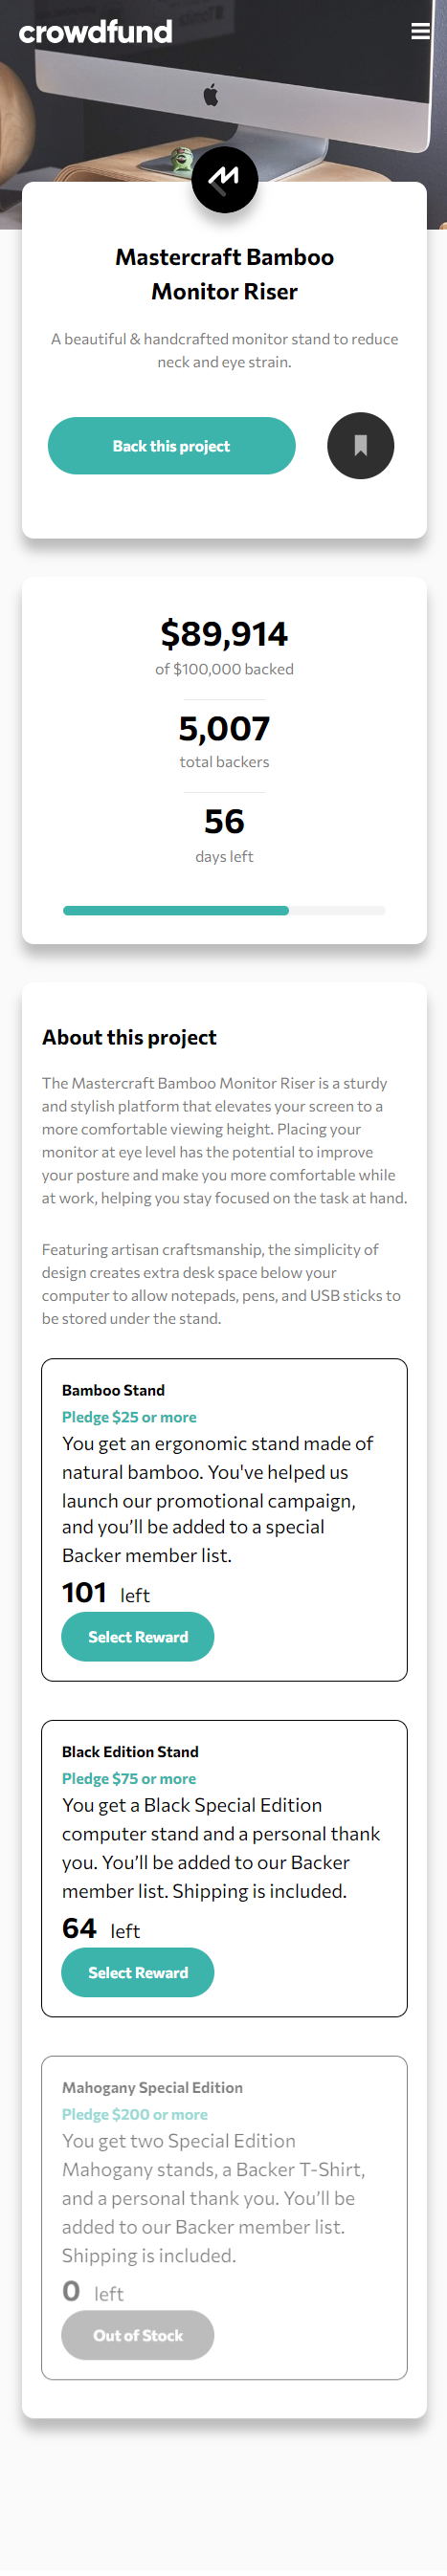 crowdfund
Mastercraft Bamboo
Monitor Riser
A beautiful & handcrafted monitor stand to reduce
neck and eye strain.
Back this project
$89,914
of $100,000 backed
5,007
total backers
56
days left
About this project
The Mastercraft Bamboo Monitor Riser is a sturdy
and stylish platform that elevates your screen to a
more comfortable viewing height. Placing your
monitor at eye level has the potential to improve
your posture and make you more comfortable while
at work, helping you stay focused on the task at hand.
Featuring artisan craftsmanship, the simplicity of
design creates extra desk space below your
computer to allow notepads, pens, and USB sticks to
be stored under the stand.
Bamboo Stand
Pledge $25 or more
You get an ergonomic stand made of
natural bamboo. You've helped us
launch our promotional campaign,
and you’ll be added to a special
Backer member list.
101 left
Select Reward
Black Edition Stand
Pledge $75 or more
You get a Black Special Edition
computer stand and a personal thank
you. You’ll be added to our Backer
member list. Shipping is included.
64 left
Select Reward
Mahogany Special Edition
Pledge $200 or more
You get two Special Edition
Mahogany stands, a Backer T-Shirt,
and a personal thank you. You’ll be
added to our Backer member list.
Shipping is included.
0 left
Out of Stock